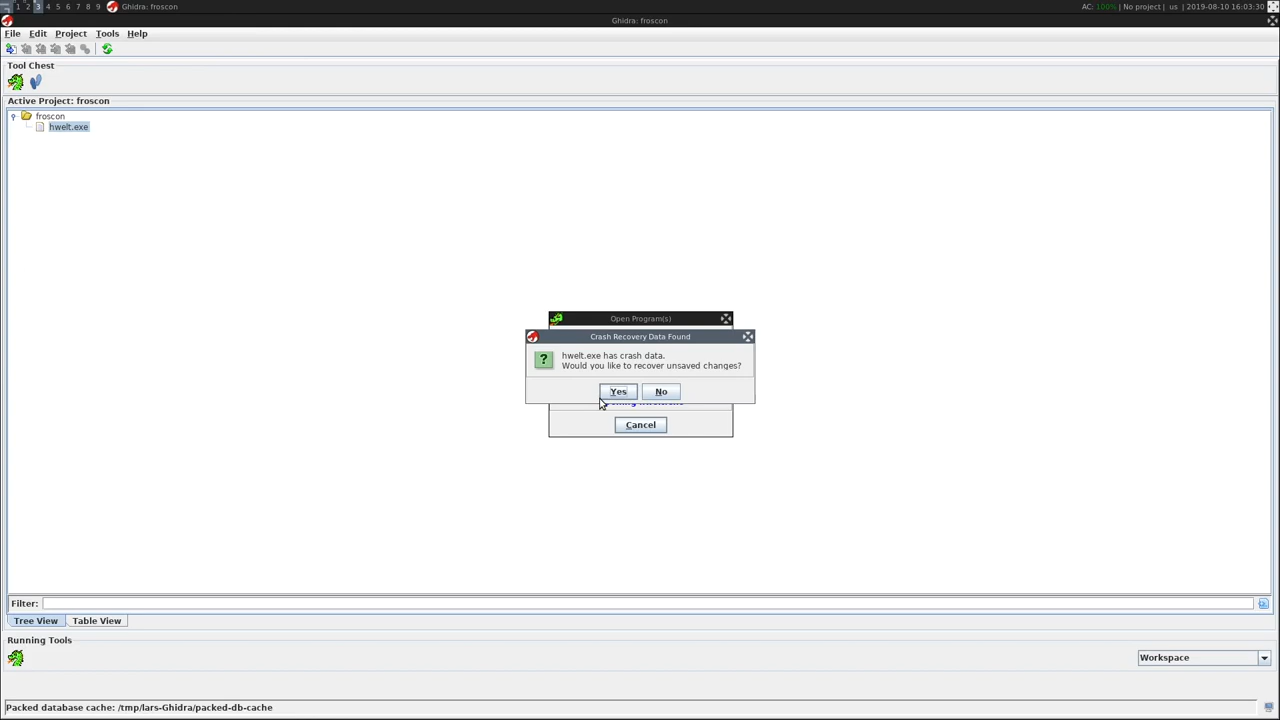 1 2 3 4 5 6 7 8 9 Ghidra: froscon AC: 100% | No project | us | 2019-08-10 16:03:30
Ghidra: froscon
File Edit Project Tools Help
Tool Chest
Active Project: froscon
froscon
hwelt.exe
Open Program(s)
Crash Recovery Data Found
hwelt.exe has crash data.
Would you like to recover unsaved changes?
Yes No
Cancel
Filter:
Tree View Table View
Running Tools
Workspace
Packed database cache: /tmp/lars-Ghidra/packed-db-cache